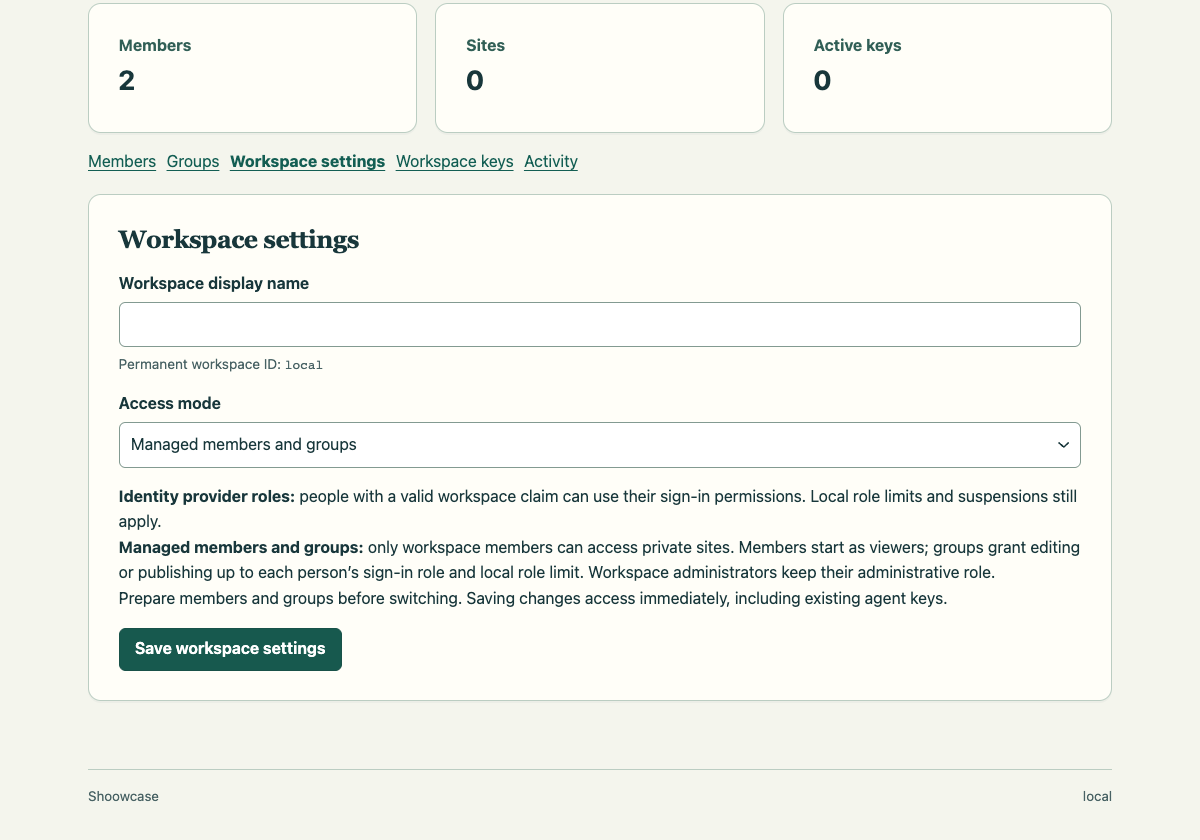 Members
2
Sites
0
Active keys
0
Members Groups Workspace settings Workspace keys Activity
Workspace settings
Workspace display name
Permanent workspace ID: local
Access mode
Managed members and groups
Identity provider roles: people with a valid workspace claim can use their sign-in permissions. Local role limits and suspensions still
apply.
Managed members and groups: only workspace members can access private sites. Members start as viewers; groups grant editing
or publishing up to each person’s sign-in role and local role limit. Workspace administrators keep their administrative role.
Prepare members and groups before switching. Saving changes access immediately, including existing agent keys.
Save workspace settings
Shoowcase
local